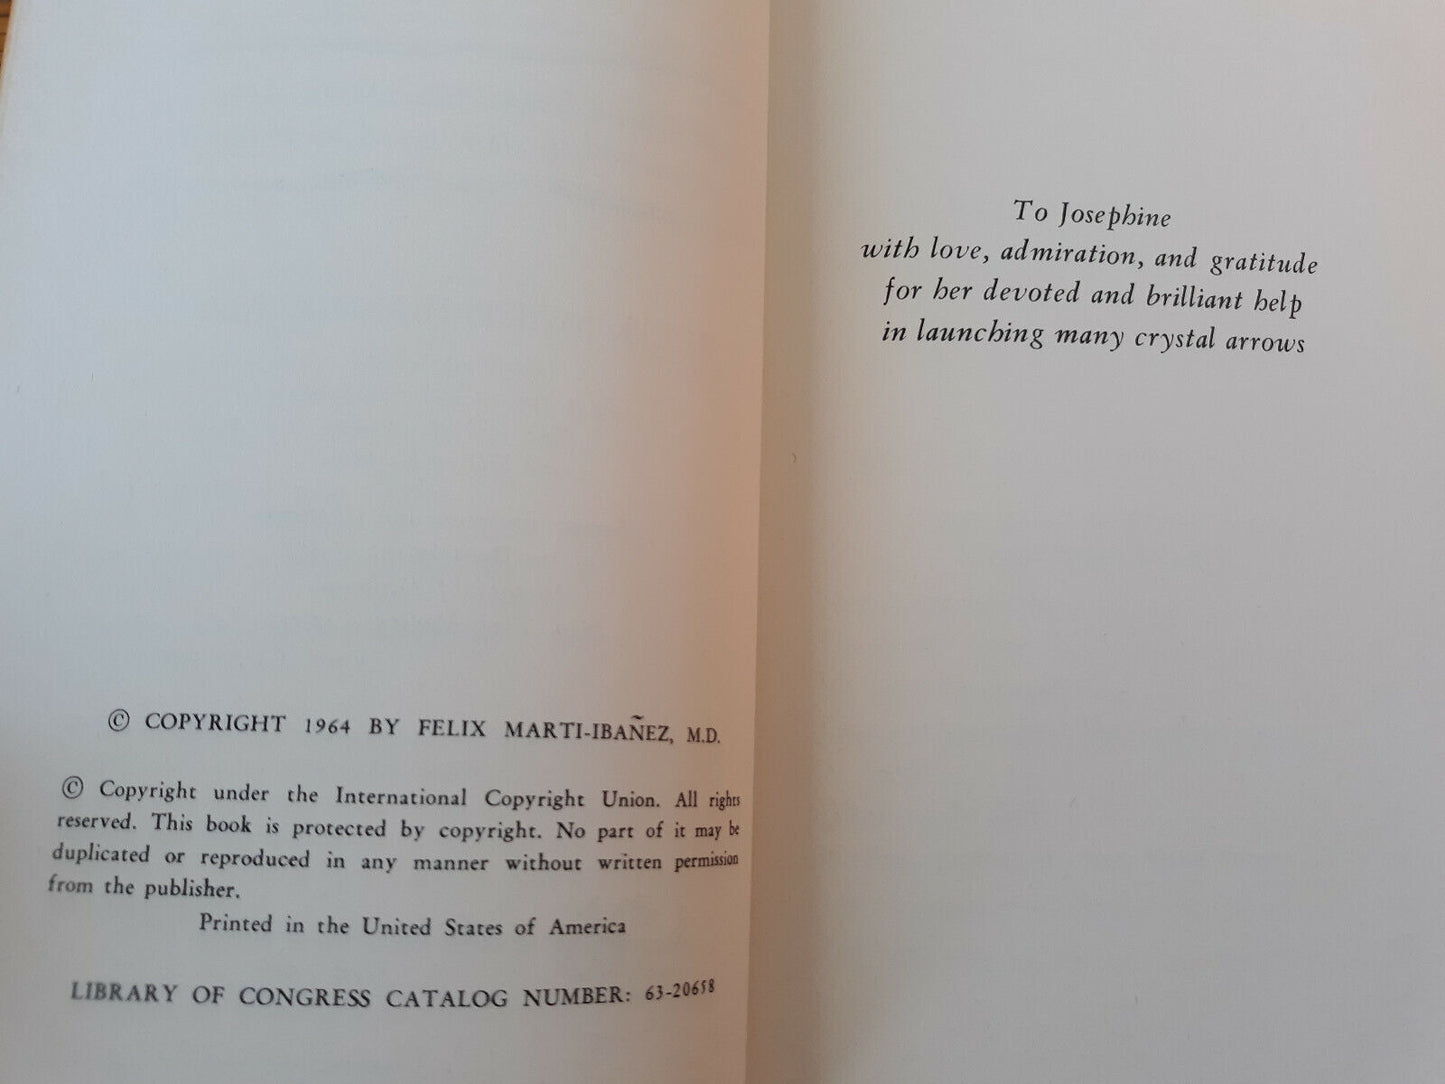 © COPYRIGHT 1964 BY FELIX MARTI-IBAÑEZ, M.D.
© Copyright under the International Copyright Union. All rights
reserved. This book is protected by copyright. No part of it may be
duplicated or reproduced in any manner without written permission
from the publisher.
Printed in the United States of America
LIBRARY OF CONGRESS CATALOG NUMBER: 63-20658
To Josephine
with love, admiration, and gratitude
for her devoted and brilliant help
in launching many crystal arrows